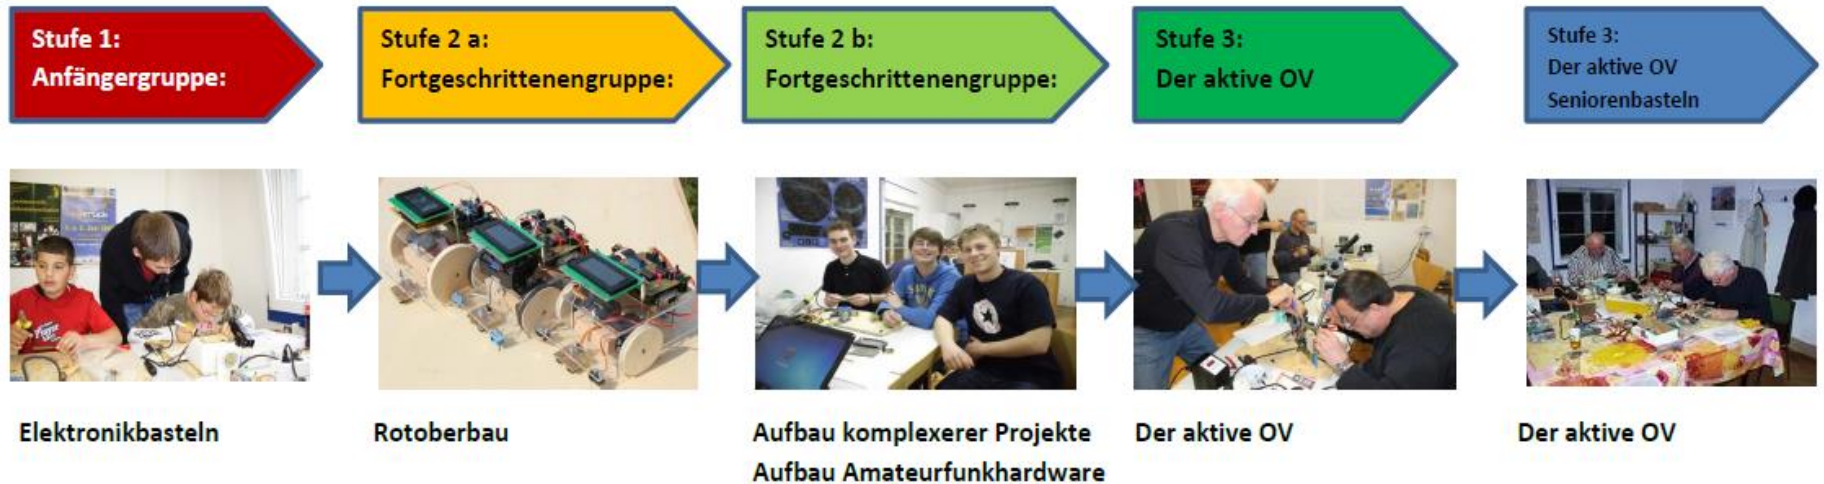 Stufe 1:
Anfängergruppe:
Stufe 2 a:
Fortgeschrittenengruppe:
Stufe 2 b:
Fortgeschrittenengruppe:
Stufe 3:
Der aktive OV
Stufe 3:
Der aktive OV
Seniorenbasteln
Elektronikbasteln
Rotoberbau
Aufbau komplexerer Projekte
Aufbau Amateurfunkhardware
Der aktive OV
Der aktive OV